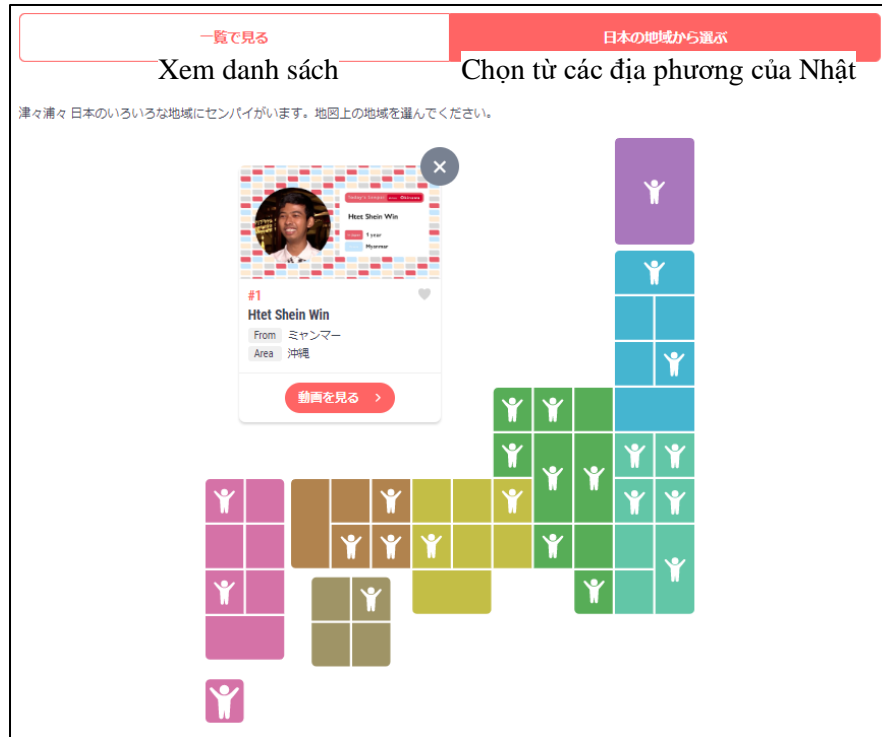 一覧で見る
日本の地域から選ぶ
Xem danh sách
Chọn từ các địa phương của Nhật
津々浦々 日本のいろいろな地域にセンパイがいます。地図上の地域を選んでください。
Htet Shein Win
1 year
Myanmar
#1
Htet Shein Win
From ミャンマー
Area 沖縄
動画を見る